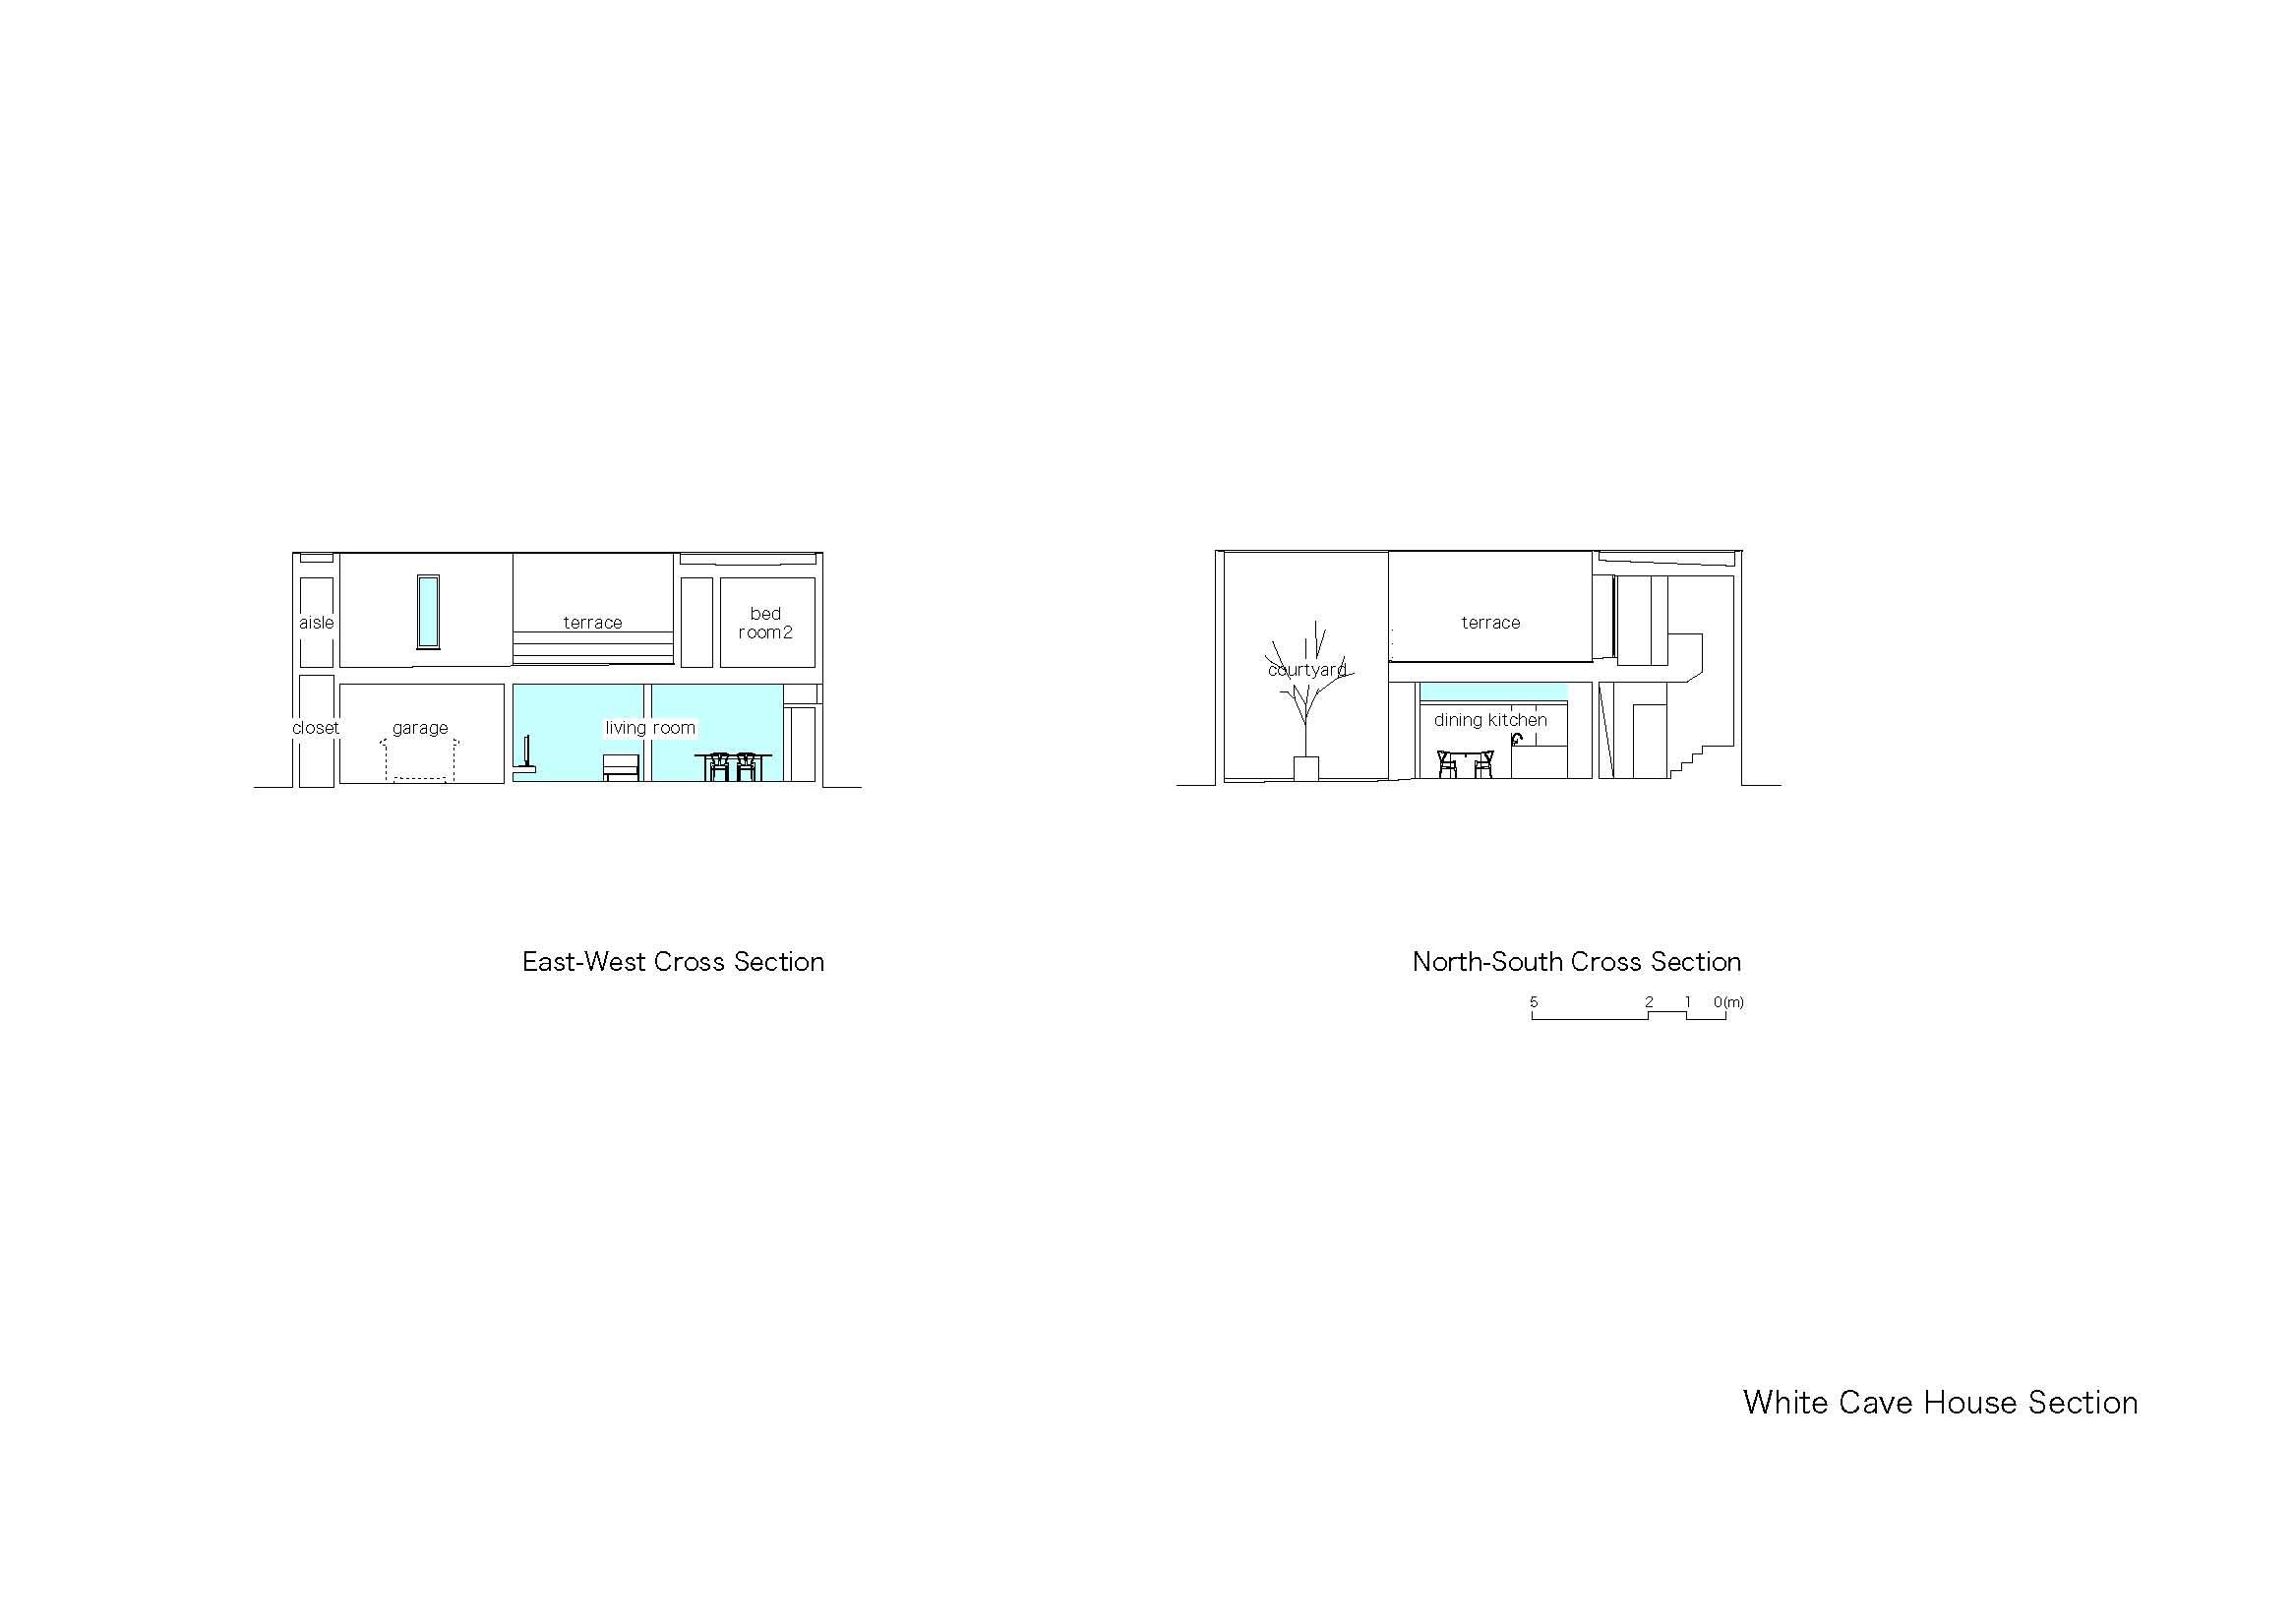 aisle
terrace
bed
room2
closet
garage
living room
East-West Cross Section
terrace
courtyard
dining kitchen
North-South Cross Section
5 2 1 0(m)
White Cave House Section